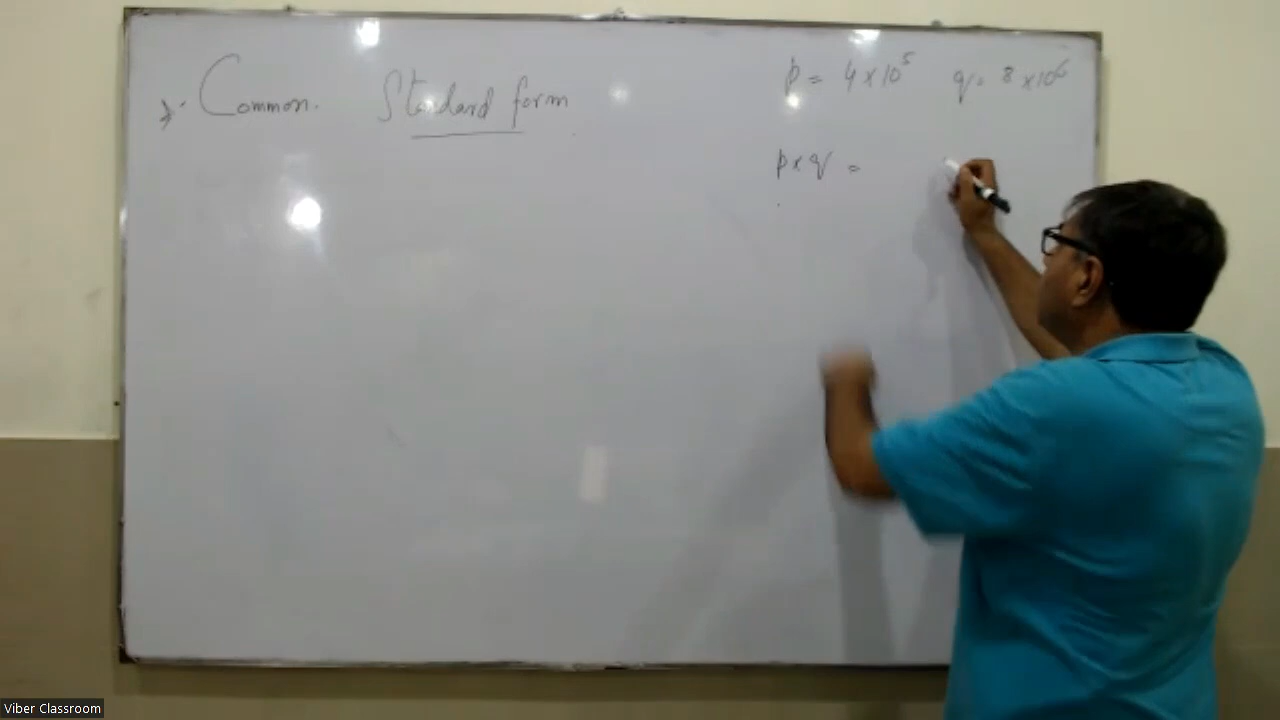 Common. Standard form
p = 4×10⁵ q = 8×10⁶
p×q =
Viber Classroom